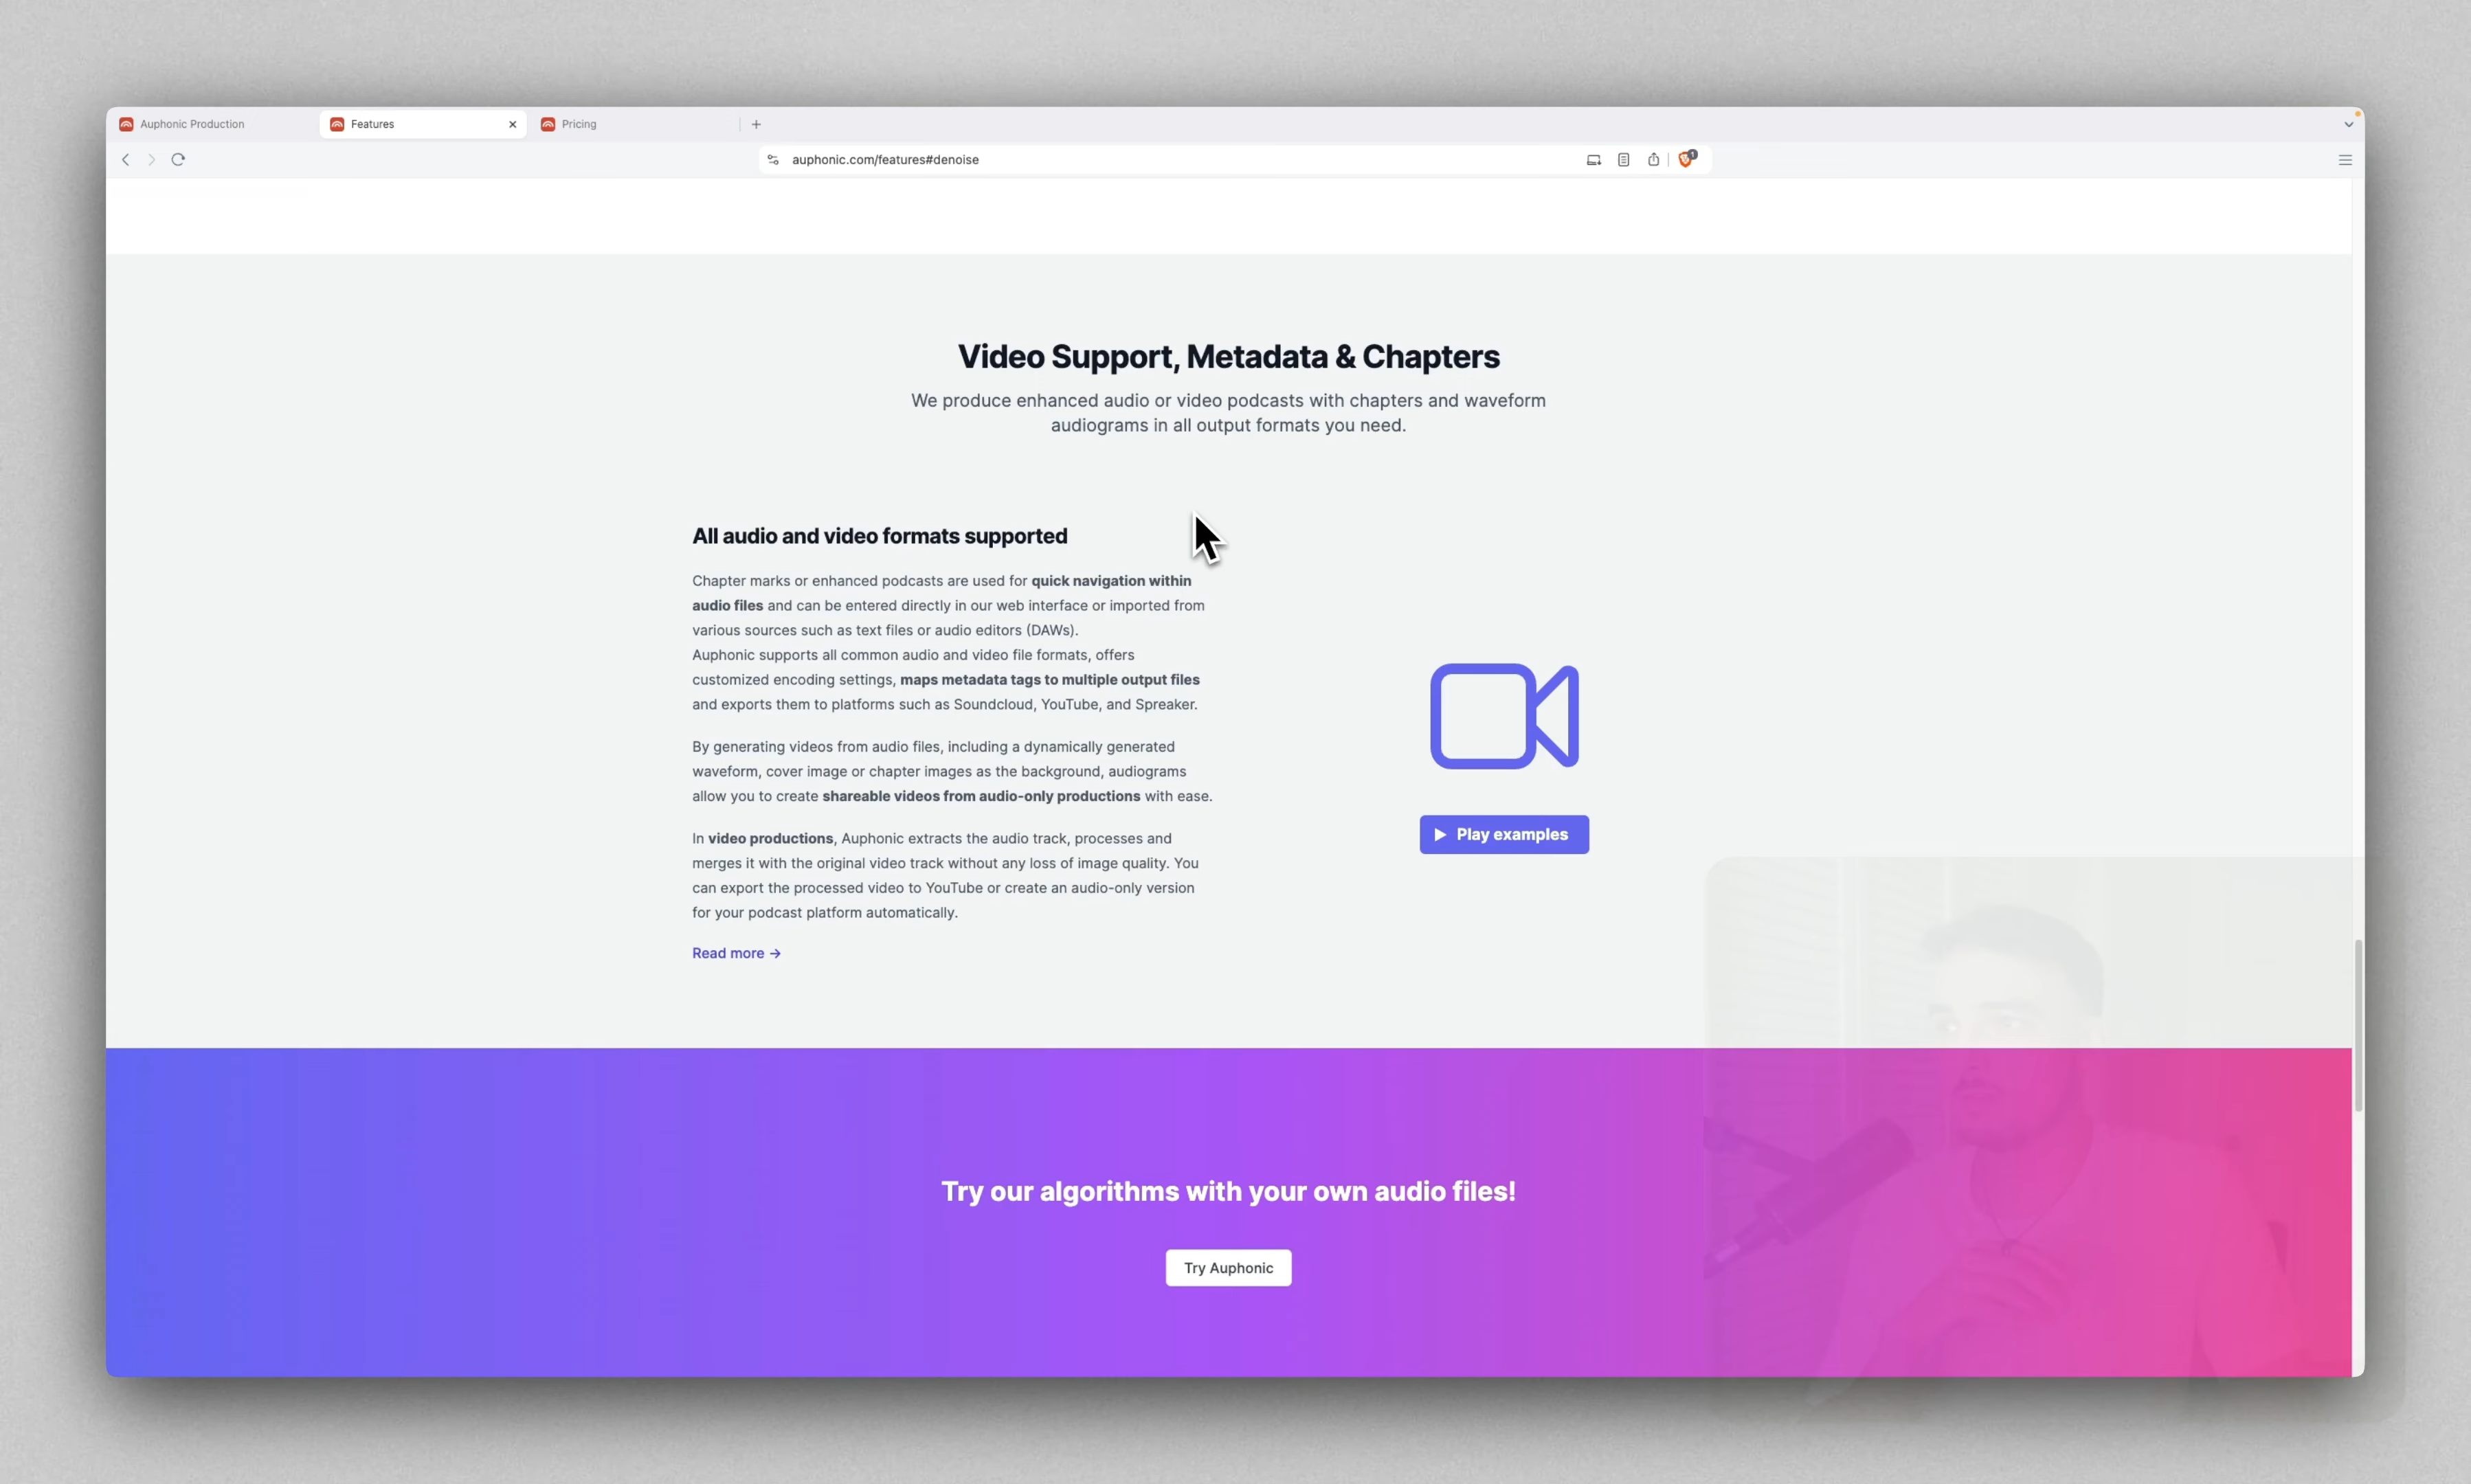 Auphonic Production
Features
Pricing
auphonic.com/features#denoise
1
Video Support, Metadata & Chapters
We produce enhanced audio or video podcasts with chapters and waveform
audiograms in all output formats you need.
All audio and video formats supported
Chapter marks or enhanced podcasts are used for quick navigation within
audio files and can be entered directly in our web interface or imported from
various sources such as text files or audio editors (DAWs).
Auphonic supports all common audio and video file formats, offers
customized encoding settings, maps metadata tags to multiple output files
and exports them to platforms such as Soundcloud, YouTube, and Spreaker.
By generating videos from audio files, including a dynamically generated
waveform, cover image or chapter images as the background, audiograms
allow you to create shareable videos from audio-only productions with ease.
In video productions, Auphonic extracts the audio track, processes and
merges it with the original video track without any loss of image quality. You
can export the processed video to YouTube or create an audio-only version
for your podcast platform automatically.
Read more →
Play examples
Try our algorithms with your own audio files!
Try Auphonic